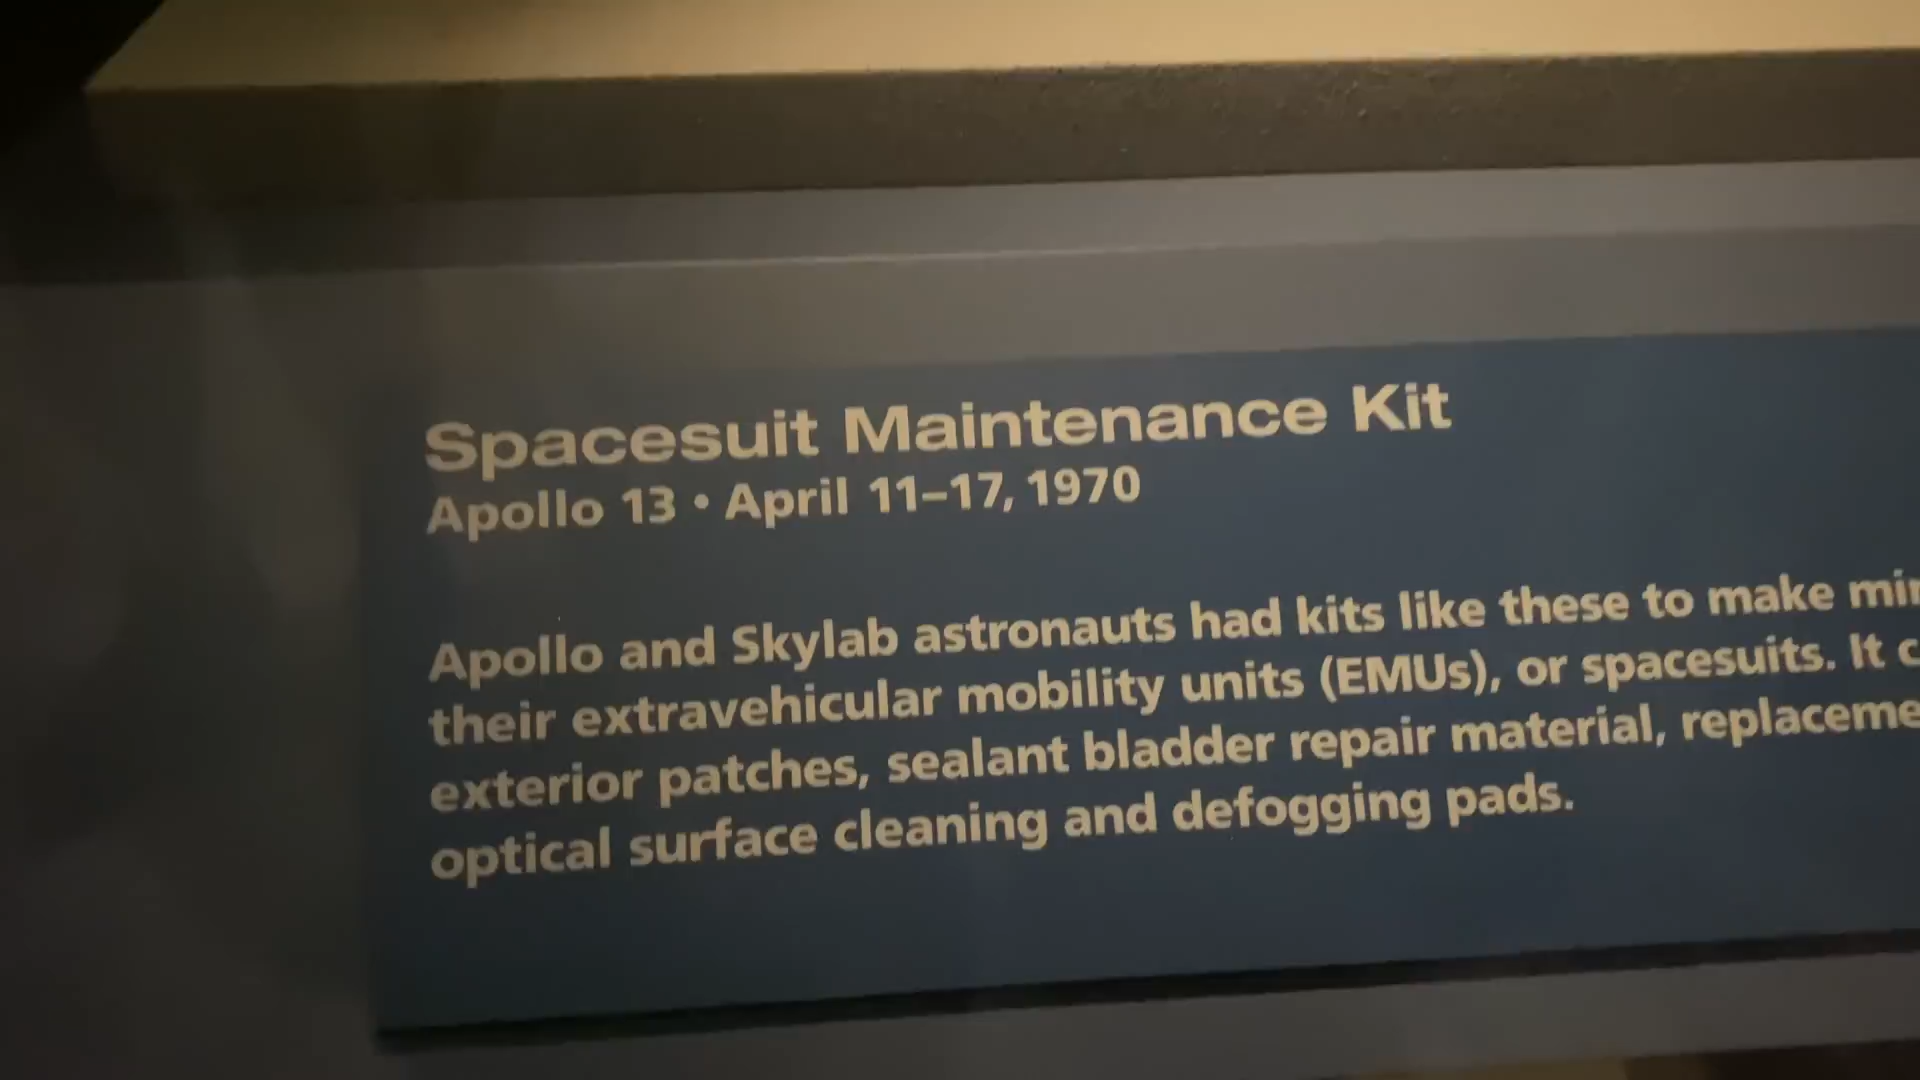 Spacesuit Maintenance Kit
Apollo 13 • April 11–17, 1970
Apollo and Skylab astronauts had kits like these to make
their extravehicular mobility units (EMUs), or spacesuits. It
exterior patches, sealant bladder repair material,
optical surface cleaning and defogging pads.